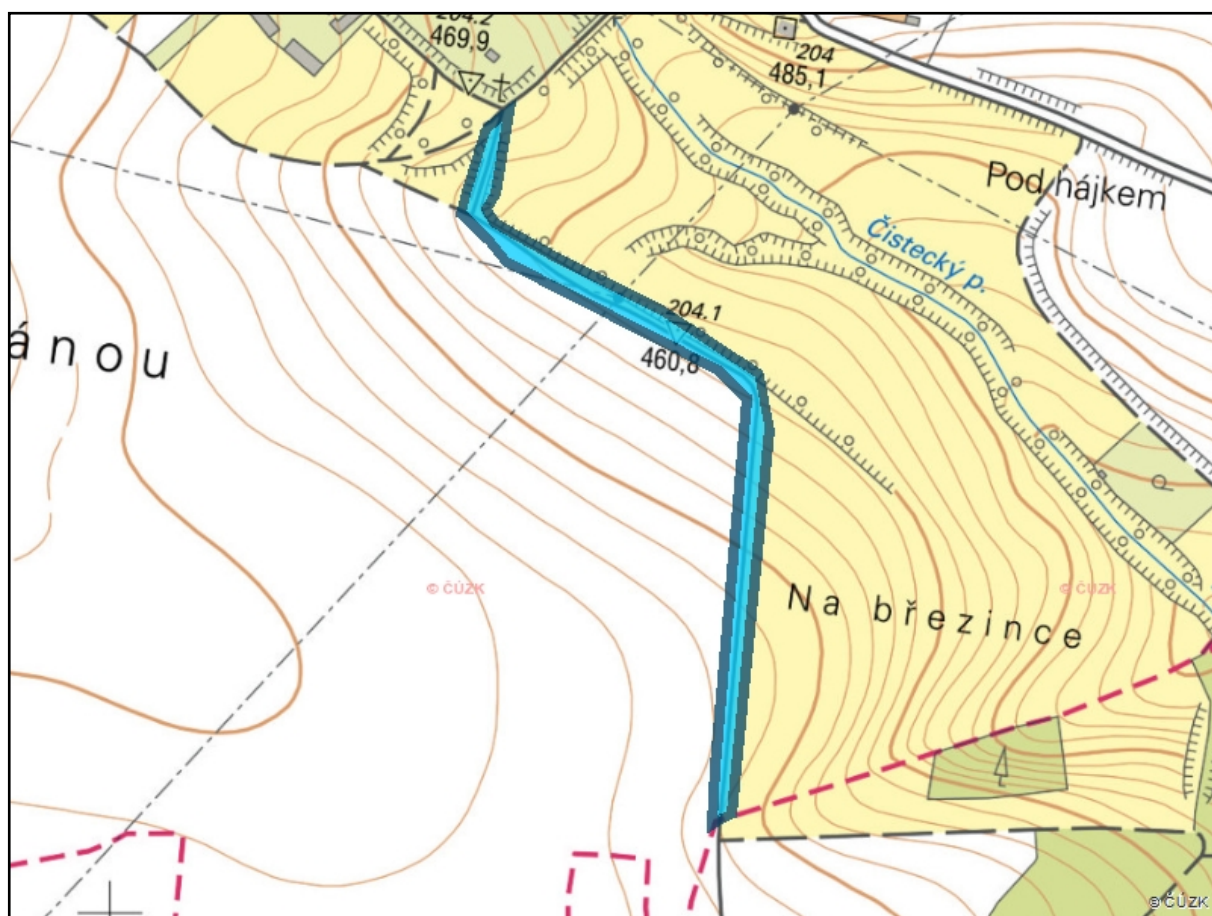 204.2
469,9
204
485,1
Pod hájkem
Čistecký p.
204.1
460,8
ánou
Na březince
© ČÚZK
© ČÚZK
© ČÚZK